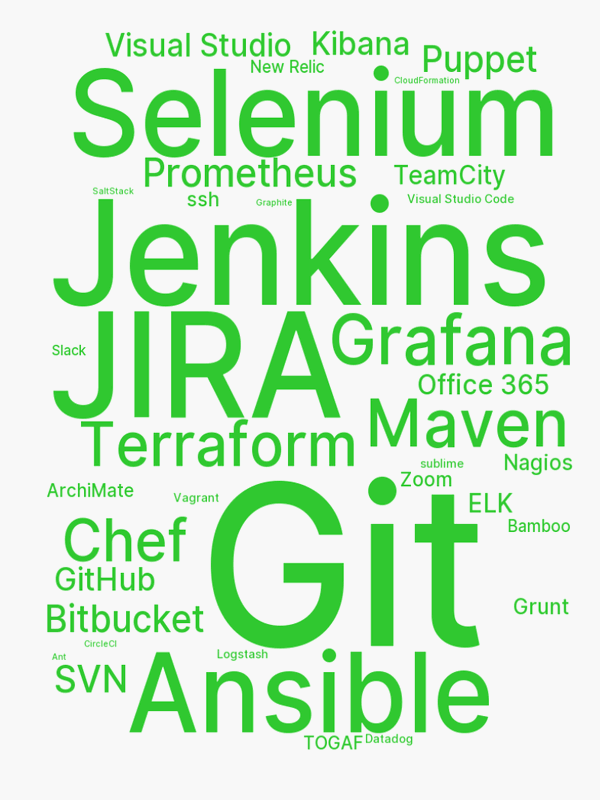 Visual Studio
Kibana
Puppet
New Relic
CloudFormation
Selenium
Prometheus
TeamCity
SaltStack
ssh
Graphite
Visual Studio Code
Jenkins
JIRA
Grafana
Slack
Office 365
Maven
Terraform
sublime
Nagios
Zoom
ArchiMate
Vagrant
ELK
Git
Bamboo
Chef
GitHub
Grunt
Bitbucket
CircleCI
Ant
Logstash
SVN
Ansible
TOGAF
Datadog